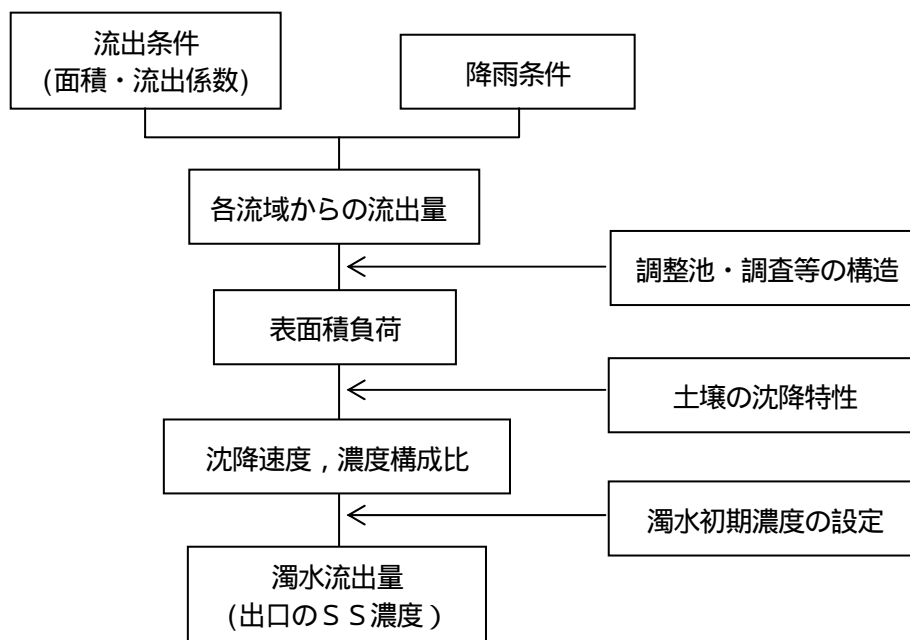 流出条件
(面積・流出係数)
降雨条件
各流域からの流出量
調整池・調査等の構造
表面積負荷
土壌の沈降特性
沈降速度，濃度構成比
濁水初期濃度の設定
濁水流出量
(出口のＳＳ濃度）